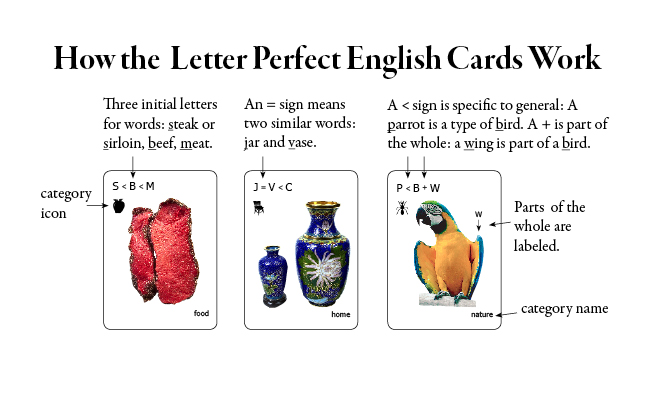 How the Letter Perfect English Cards Work
Three initial letters
for words: steak or
sirloin, beef, meat.
An = sign means
two similar words:
jar and vase.
A < sign is specific to general: A
parrot is a type of bird. A + is part of
the whole: a wing is part of a bird.
category
icon
S < B < M
food
J = V < C
home
P < B + W
W
nature
Parts of the
whole are
labeled.
category name